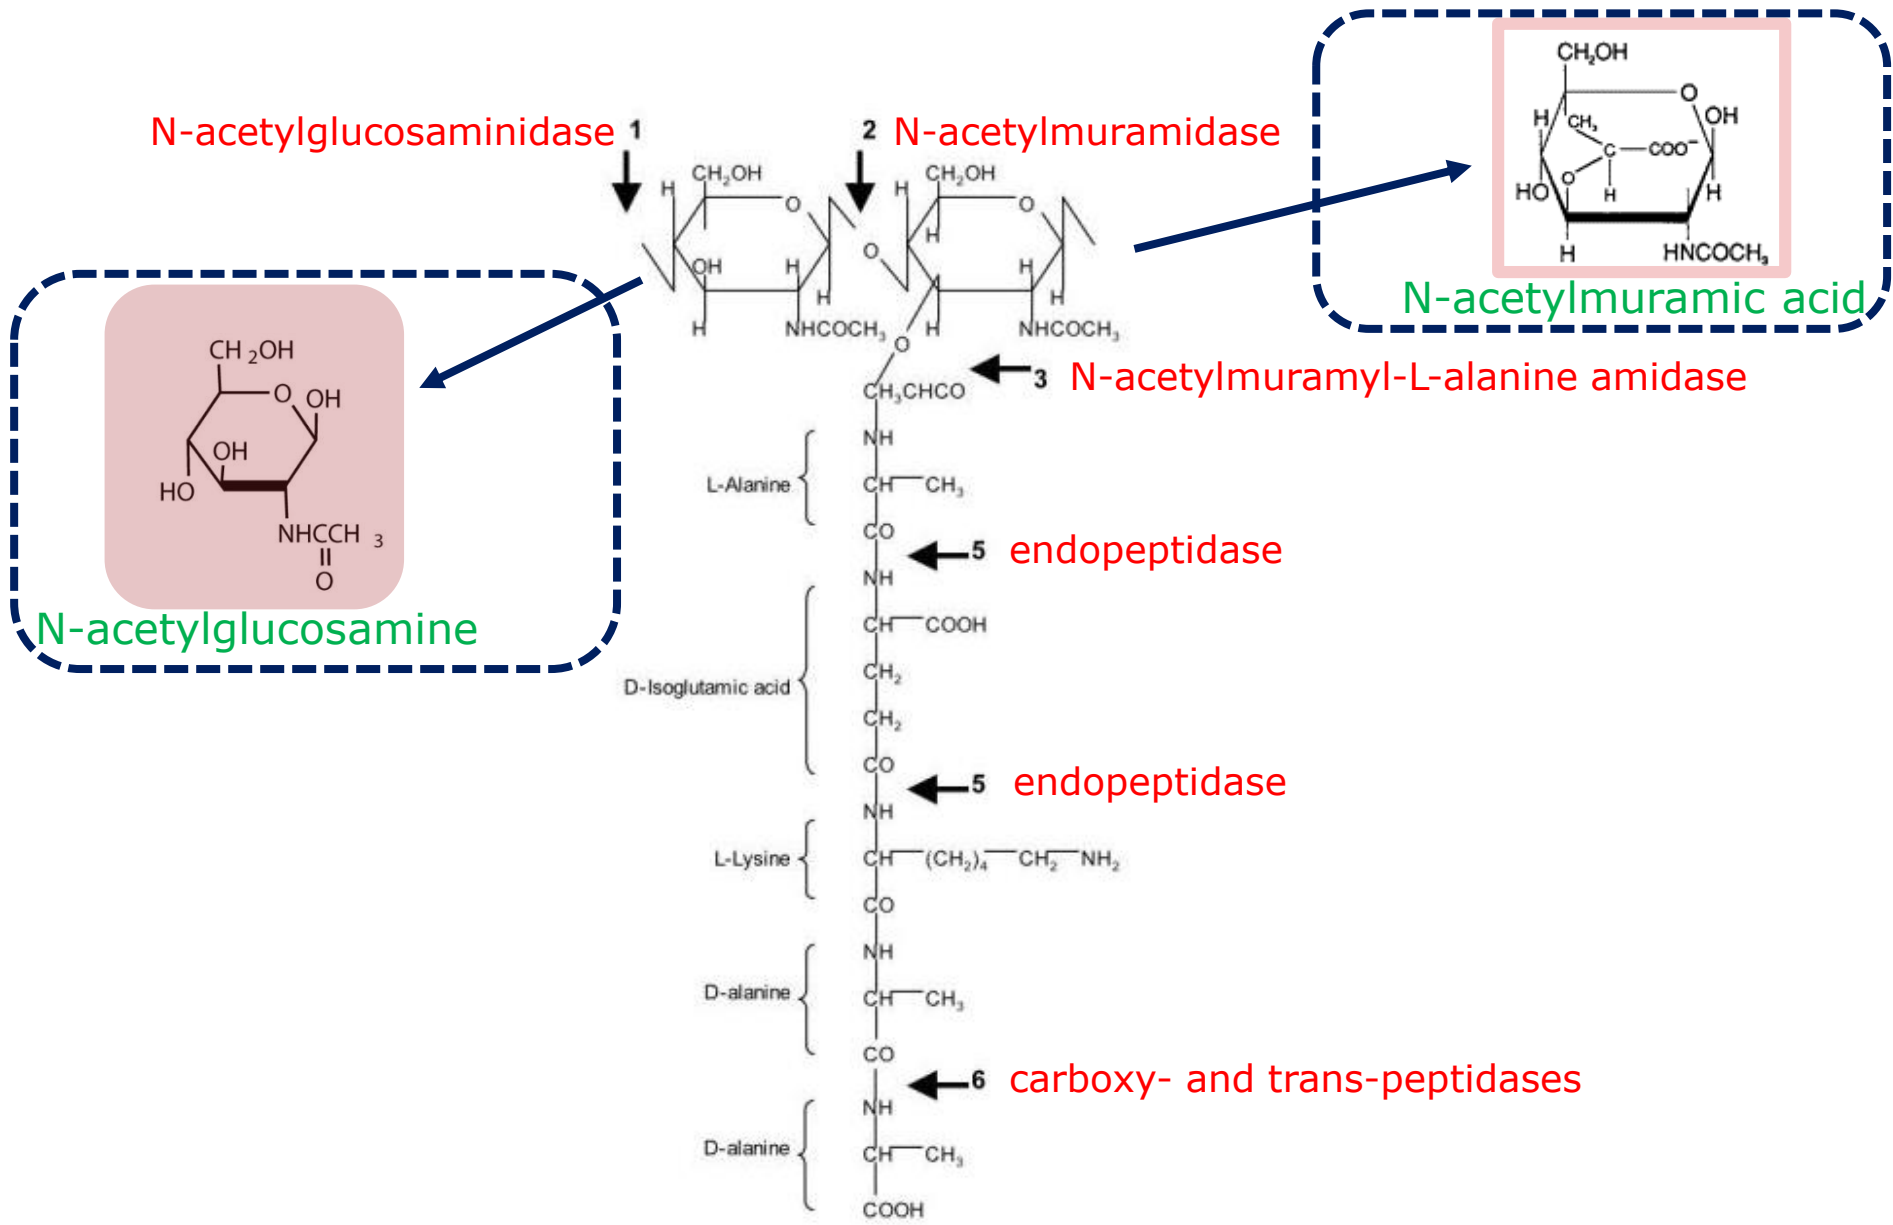 N-acetylglucosaminidase 1
2 N-acetylmuramidase
CH₂OH
O
H
CH₃
OH
C
COO⁻
HO
O
H
H
H
HNCOCH₃
N-acetylmuramic acid
H
CH₂OH
O
OH
H
H
H
NHCOCH₃
O
H
CH₂OH
O
H
H
H
H
NHCOCH₃
O
CH₃CHCO
3 N-acetylmuramyl-L-alanine amidase
CH ₂OH
O
OH
OH
HO
NHCCH ₃
O
N-acetylglucosamine
NH
L-Alanine
CH CH₃
CO
5 endopeptidase
NH
CH COOH
CH₂
D-Isoglutamic acid
CH₂
CO
5 endopeptidase
NH
L-Lysine
CH (CH₂)₄ CH₂ NH₂
CO
NH
D-alanine
CH CH₃
CO
6 carboxy- and trans-peptidases
NH
D-alanine
CH CH₃
COOH